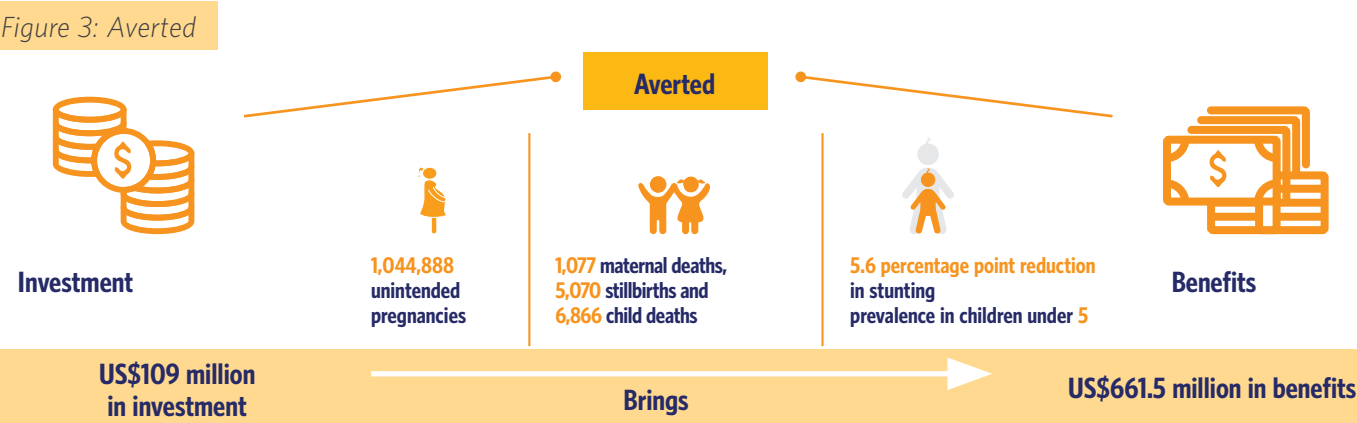 Figure 3: Averted
Averted
$
$
Investment
1,044,888
unintended
pregnancies
1,077 maternal deaths,
5,070 stillbirths and
6,866 child deaths
5.6 percentage point reduction
in stunting
prevalence in children under 5
Benefits
US$109 million
in investment
Brings
US$661.5 million in benefits